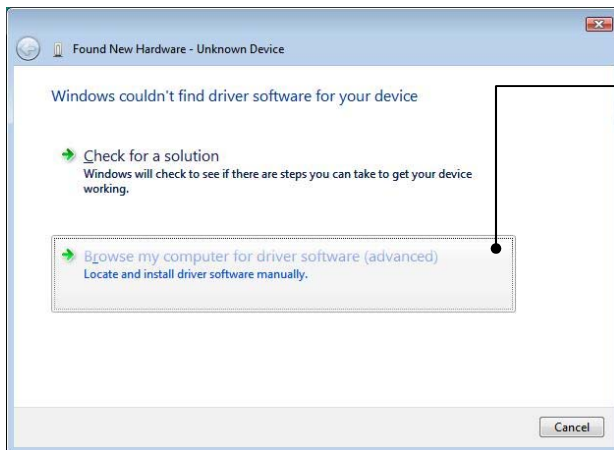 Found New Hardware - Unknown Device
Windows couldn't find driver software for your device
Check for a solution
Windows will check to see if there are steps you can take to get your device
working.
Browse my computer for driver software (advanced)
Locate and install driver software manually.
Cancel